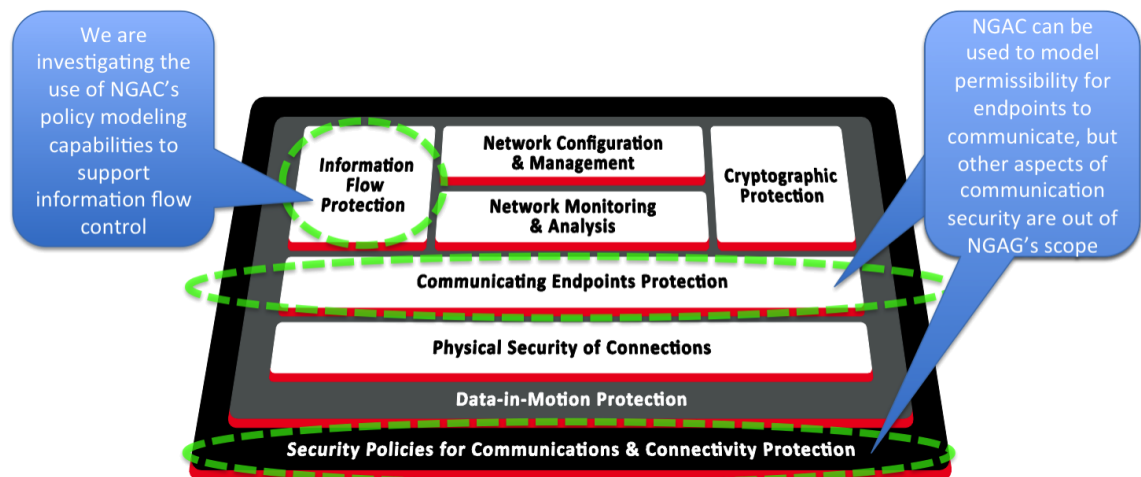 We are
investigating the
use of NGAC's
policy modeling
capabilities to
support
information flow
control
NGAC can be
used to model
permissibility for
endpoints to
communicate, but
other aspects of
communication
security are out of
NGAG's scope
Information
Flow
Protection
Network Configuration
& Management
Network Monitoring
& Analysis
Cryptographic
Protection
Communicating Endpoints Protection
Physical Security of Connections
Data-in-Motion Protection
Security Policies for Communications & Connectivity Protection